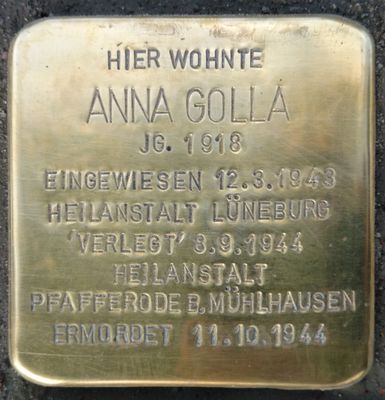 HIER WOHNTE
ANNA GOLLA
JG. 1918
EINGEWIESEN 12.3.1943
HEILANSTALT LÜNEBURG
'VERLEGT' 8.9.1944
HEILANSTALT
PFAFFERODE B. MÜHLHAUSEN
ERMORDET 11.10.1944